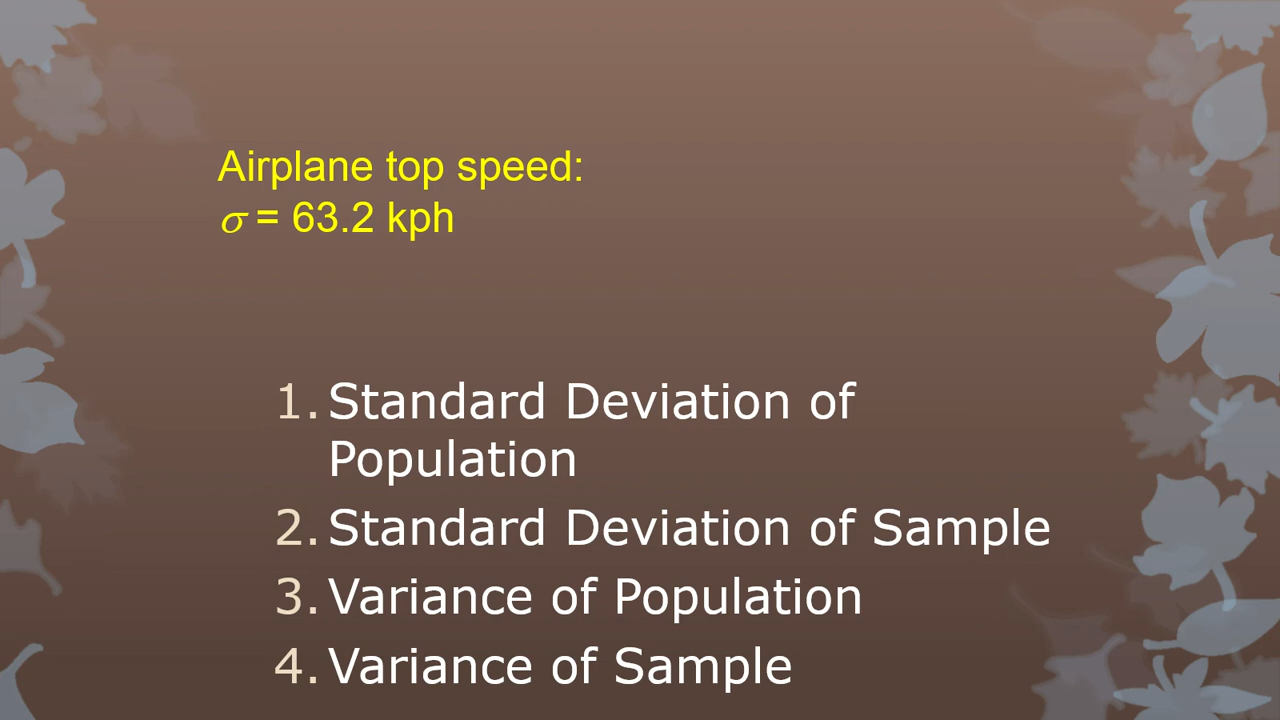 Airplane top speed:
σ = 63.2 kph
1. Standard Deviation of
Population
2. Standard Deviation of Sample
3. Variance of Population
4. Variance of Sample